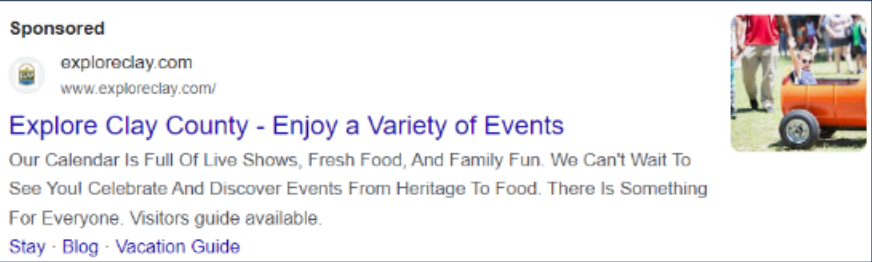 Sponsored
exploreclay.com
www.exploreclay.com/
Explore Clay County - Enjoy a Variety of Events
Our Calendar Is Full Of Live Shows, Fresh Food, And Family Fun. We Can't Wait To
See You! Celebrate And Discover Events From Heritage To Food. There Is Something
For Everyone. Visitors guide available.
Stay · Blog · Vacation Guide